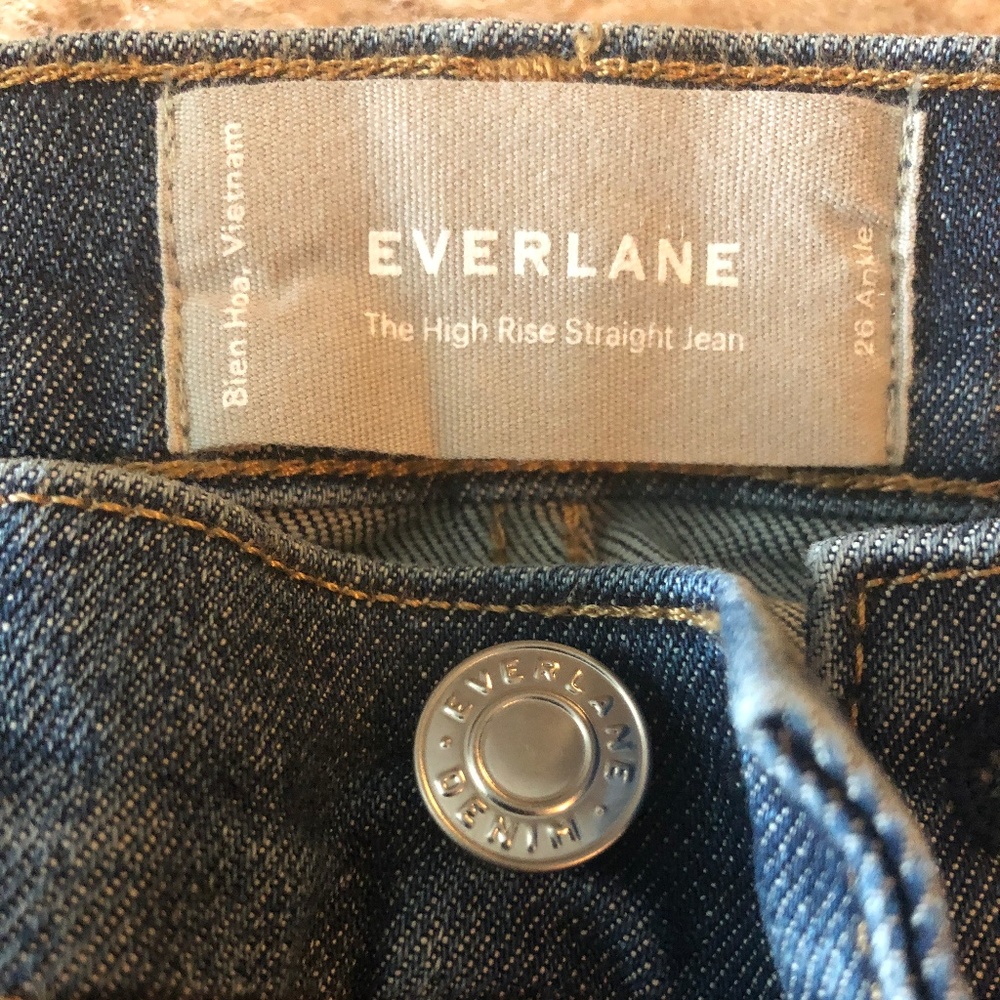 Bien Hoa, Vietnam
EVERLANE
The High Rise Straight Jean
26 Ankle
EVERLANE
DENIM